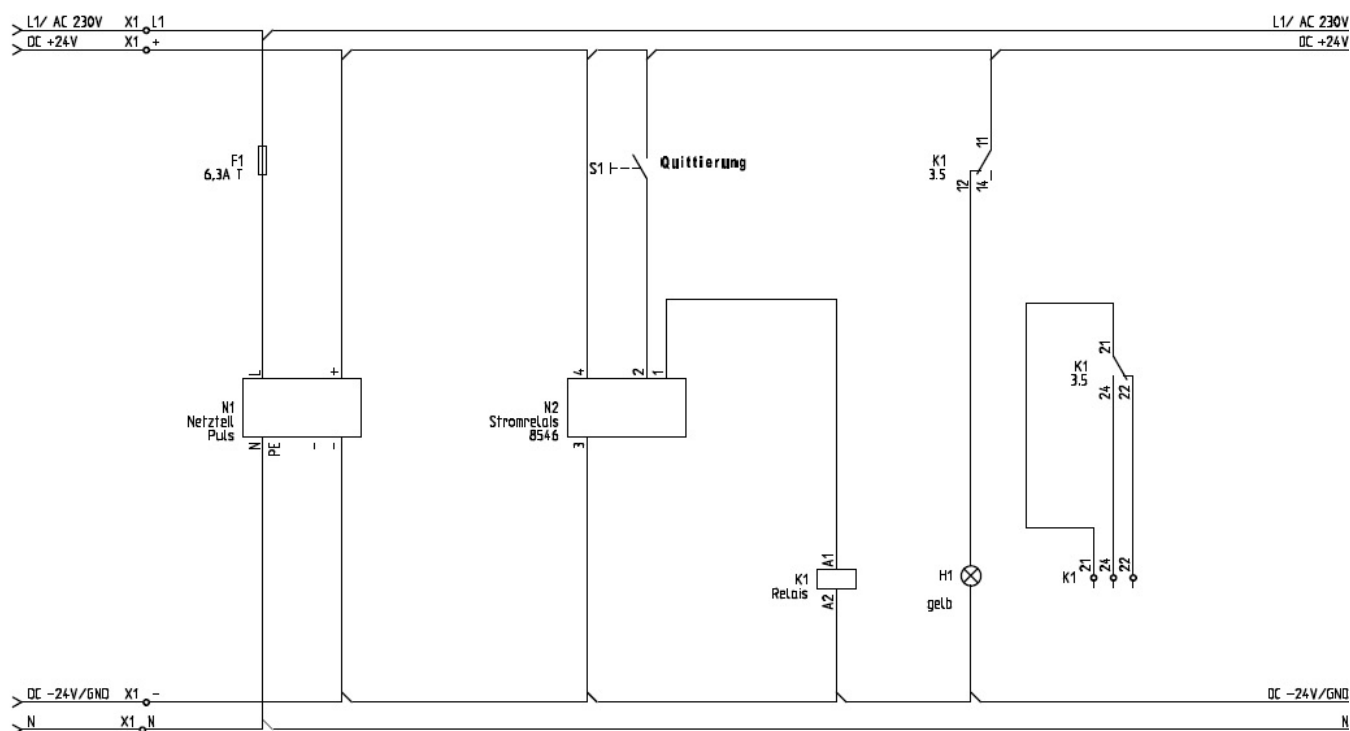 L1/ AC 230V X1 L1
L1/ AC 230V
DC +24V X1 +
DC +24V
F1
6,3A T
S1
Quittierung
11
K1
3.5
12
14
21
K1
3.5
24
22
L
+
4
2
1
N1
Netzteil
Puls
N2
Stromrelais
8546
N
PE
-
-
3
A1
K1
Relais
A2
H1
gelb
21
24
22
K1
DC -24V/GND X1 -
DC -24V/GND
N X1 N
N